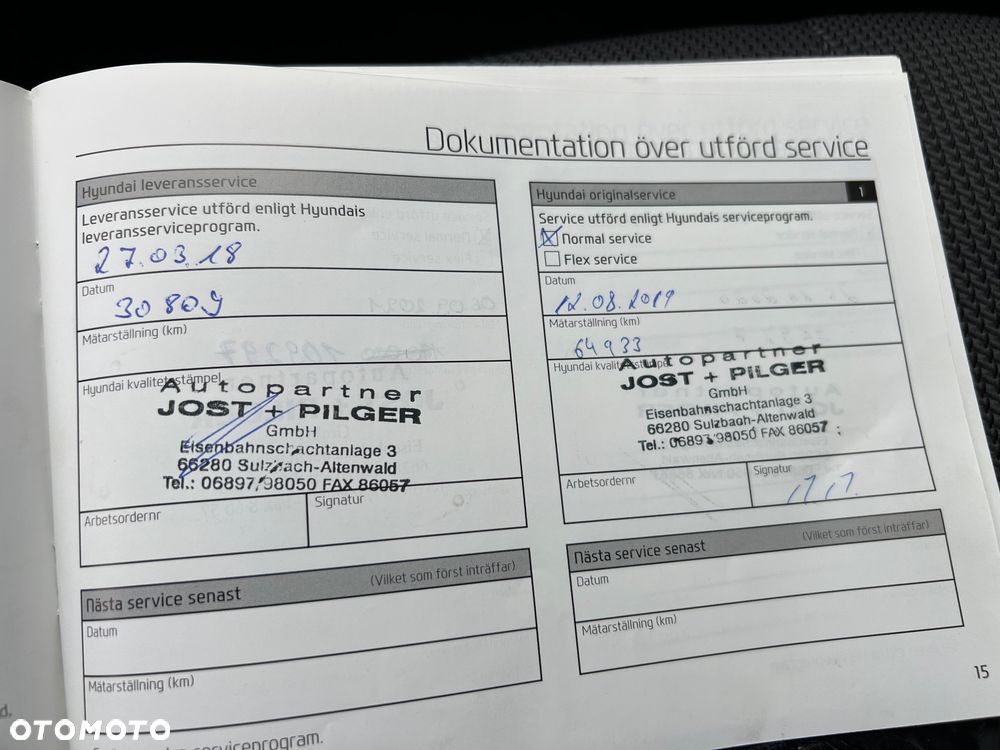 Dokumentation över utförd service
Hyundai leveransservice
Leveransservice utförd enligt Hyundais
leveransserviceprogram.
27.03.18
Datum
30809
Mätarställning (km)
Hyundai kvalitetsstämpel
Autopartner
JOST + PILGER
GmbH
Eisenbahnschachtanlage 3
66280 Sulzbach-Altenwald
Tel.: 06897/98050 FAX 86057
Arbetsordernr
Signatur
Nästa service senast
(Vilket som först inträffar)
Datum
Mätarställning (km)
Hyundai originalservice
1
Service utförd enligt Hyundais serviceprogram.
Normal service
Flex service
Datum
12.08.2019
Mätarställning (km)
64933
Hyundai kvalitetsstämpel
Autopartner
JOST + PILGER
GmbH
Eisenbahnschachtanlage 3
66280 Sulzbach-Altenwald
Tel.: 06897/98050 FAX 86057
Arbetsordernr
Signatur
Nästa service senast
(Vilket som först inträffar)
Datum
Mätarställning (km)
15
d.
serviceprogram.
OTOMOTO